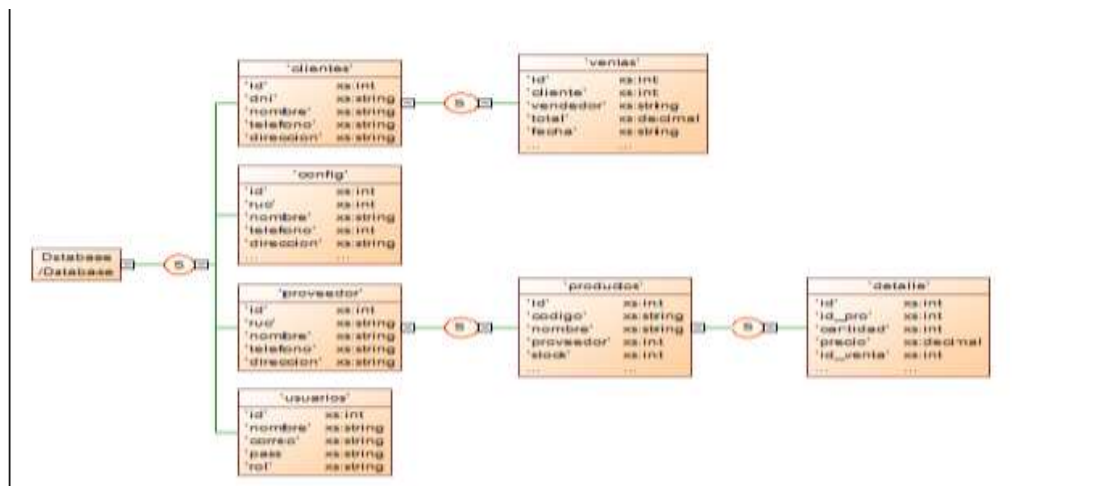 'clientes'
'id' xs:int
'dni' xs:string
'nombre' xs:string
'telefono' xs:string
'direccion' xs:string
S
'ventas'
'id' xs:int
'cliente' xs:int
'vendedor' xs:string
'total' xs:decimal
'fecha' xs:string
... ...
'config'
'id' xs:int
'ruc' xs:int
'nombre' xs:string
'telefono' xs:int
'direccion' xs:string
... ...
Database
/Database
S
'proveedor'
'id' xs:int
'ruc' xs:string
'nombre' xs:string
'telefono' xs:string
'direccion' xs:string
S
'productos'
'id' xs:int
'codigo' xs:string
'nombre' xs:string
'proveedor' xs:int
'stock' xs:int
... ...
S
'detalle'
'id' xs:int
'id_pro' xs:int
'cantidad' xs:int
'precio' xs:decimal
'id_venta' xs:int
... ...
'usuarios'
'id' xs:int
'nombre' xs:string
'correo' xs:string
'pass' xs:string
'rol' xs:string